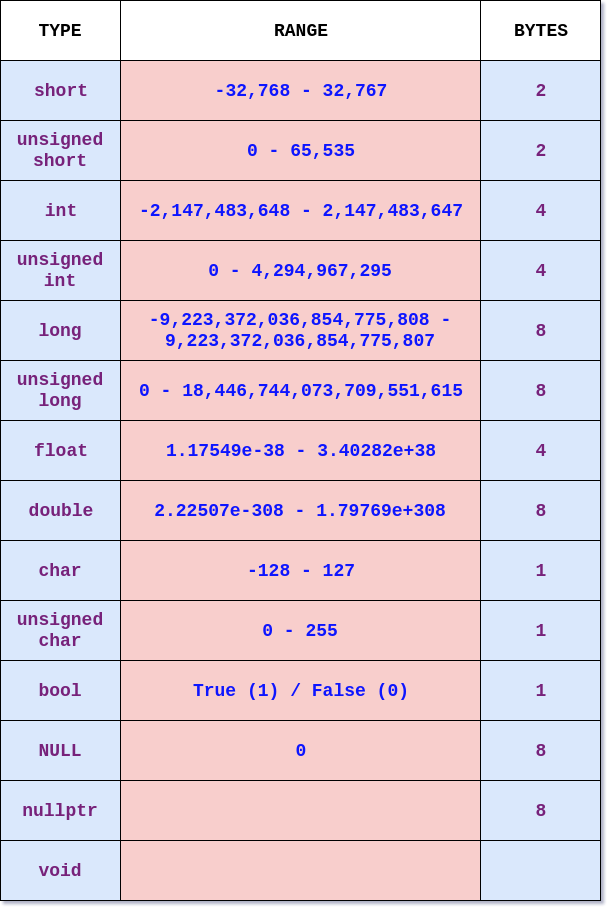 TYPE RANGE BYTES
short -32,768 - 32,767 2
unsigned
short 0 - 65,535 2
int -2,147,483,648 - 2,147,483,647 4
unsigned
int 0 - 4,294,967,295 4
long -9,223,372,036,854,775,808 -
9,223,372,036,854,775,807 8
unsigned
long 0 - 18,446,744,073,709,551,615 8
float 1.17549e-38 - 3.40282e+38 4
double 2.22507e-308 - 1.79769e+308 8
char -128 - 127 1
unsigned
char 0 - 255 1
bool True (1) / False (0) 1
NULL 0 8
nullptr 8
void